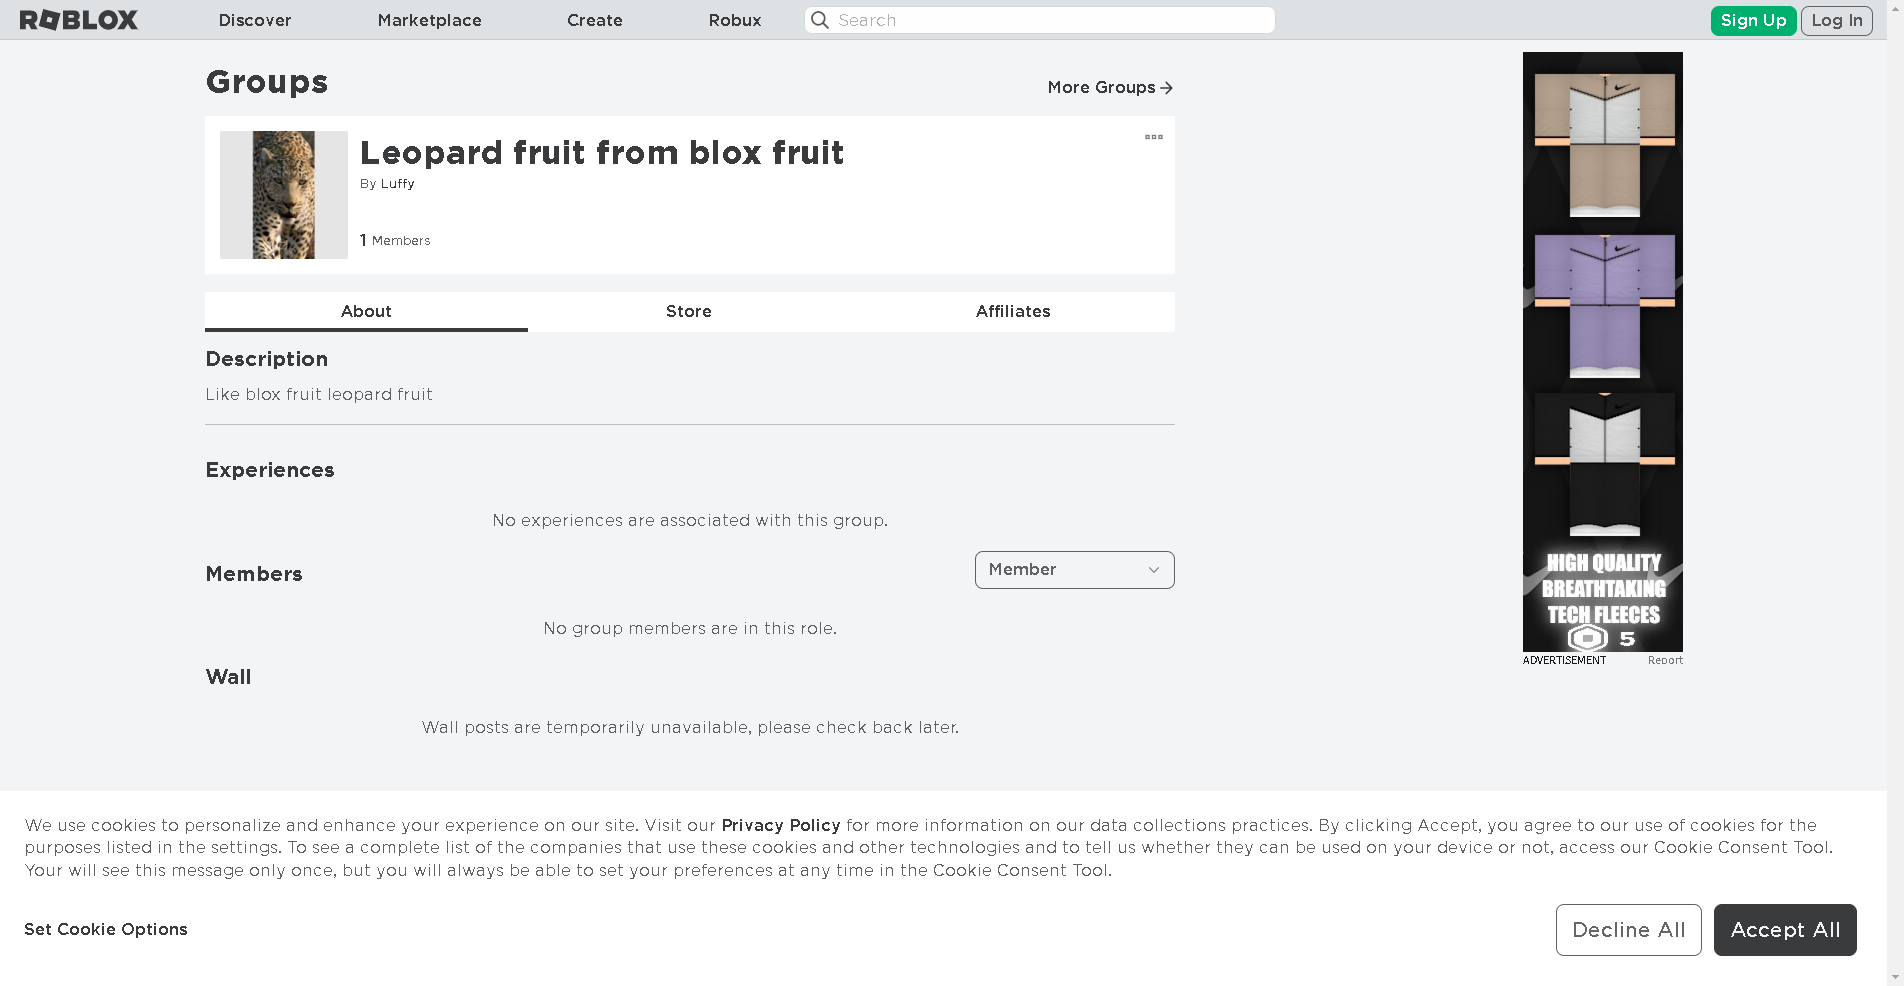 ROBLOX
Discover
Marketplace
Create
Robux
Search
Sign Up
Log In
Groups
More Groups
Leopard fruit from blox fruit
By Luffy
1 Members
About
Store
Affiliates
Description
Like blox fruit leopard fruit
Experiences
No experiences are associated with this group.
Members
Member
No group members are in this role.
Wall
Wall posts are temporarily unavailable, please check back later.
HIGH QUALITY
BREATHTAKING
TECH FLEECES
5
ADVERTISEMENT
Report
We use cookies to personalize and enhance your experience on our site. Visit our Privacy Policy for more information on our data collections practices. By clicking Accept, you agree to our use of cookies for the
purposes listed in the settings. To see a complete list of the companies that use these cookies and other technologies and to tell us whether they can be used on your device or not, access our Cookie Consent Tool.
Your will see this message only once, but you will always be able to set your preferences at any time in the Cookie Consent Tool.
Set Cookie Options
Decline All
Accept All